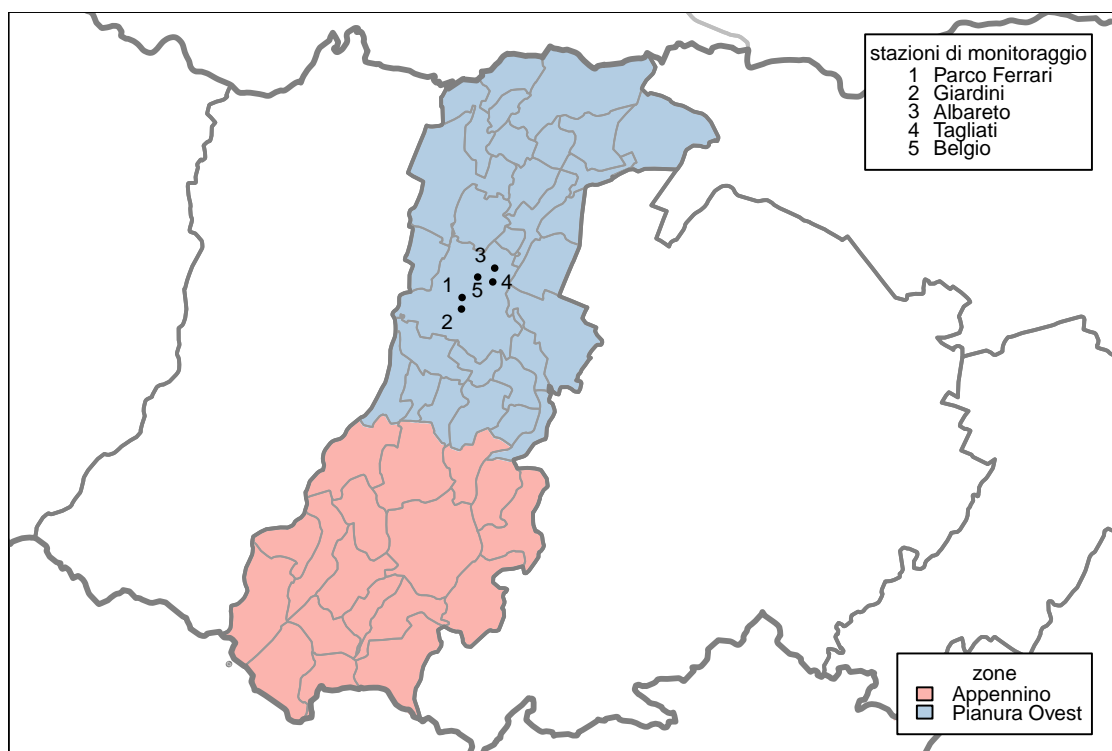 stazioni di monitoraggio
1 Parco Ferrari
2 Giardini
3 Albareto
4 Tagliati
5 Belgio
3
5 4
1
2
zone
Appennino
Pianura Ovest